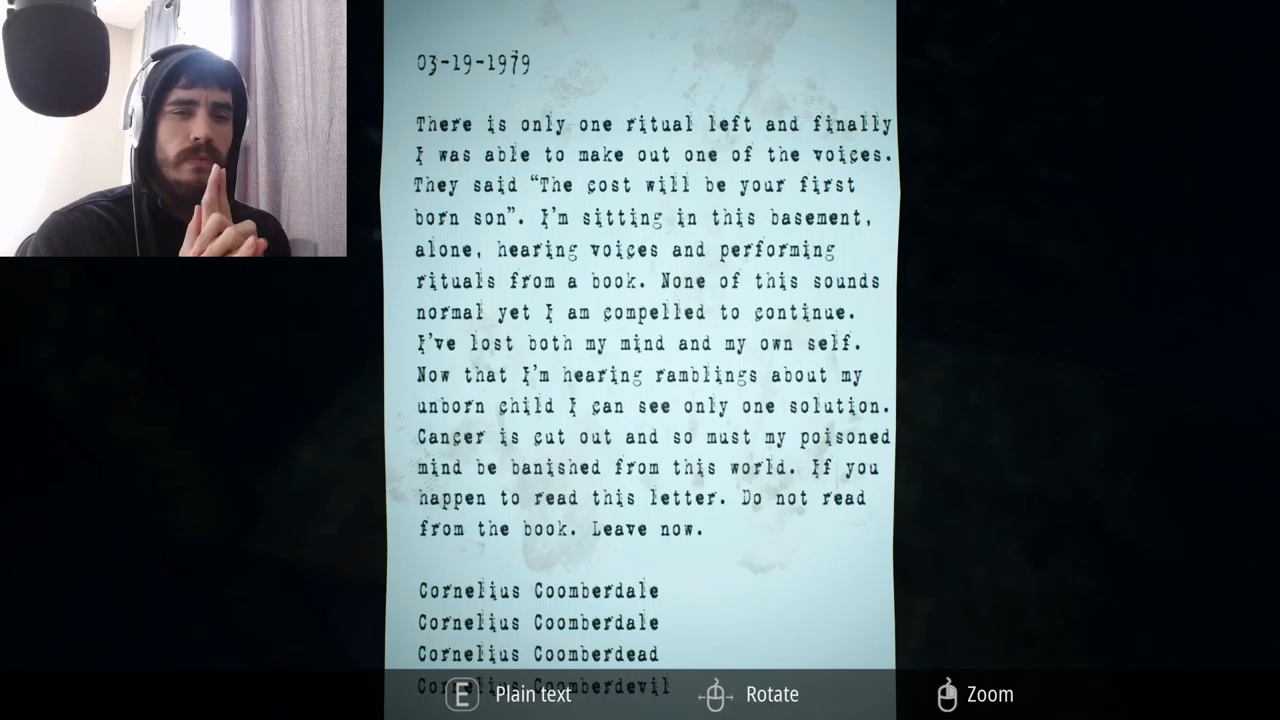 03-19-1979
There is only one ritual left and finally
I was able to make out one of the voices.
They said “The cost will be your first
born son”. I'm sitting in this basement,
alone, hearing voices and performing
rituals from a book. None of this sounds
normal yet I am compelled to continue.
I've lost both my mind and my own self.
Now that I'm hearing ramblings about my
unborn child I can see only one solution.
Cancer is cut out and so must my poisoned
mind be banished from this world. If you
happen to read this letter. Do not read
from the book. Leave now.
Cornelius Coomberdale
Cornelius Coomberdale
Cornelius Coomberdead
Cornelius Coomberdevil
E Plain text Rotate Zoom